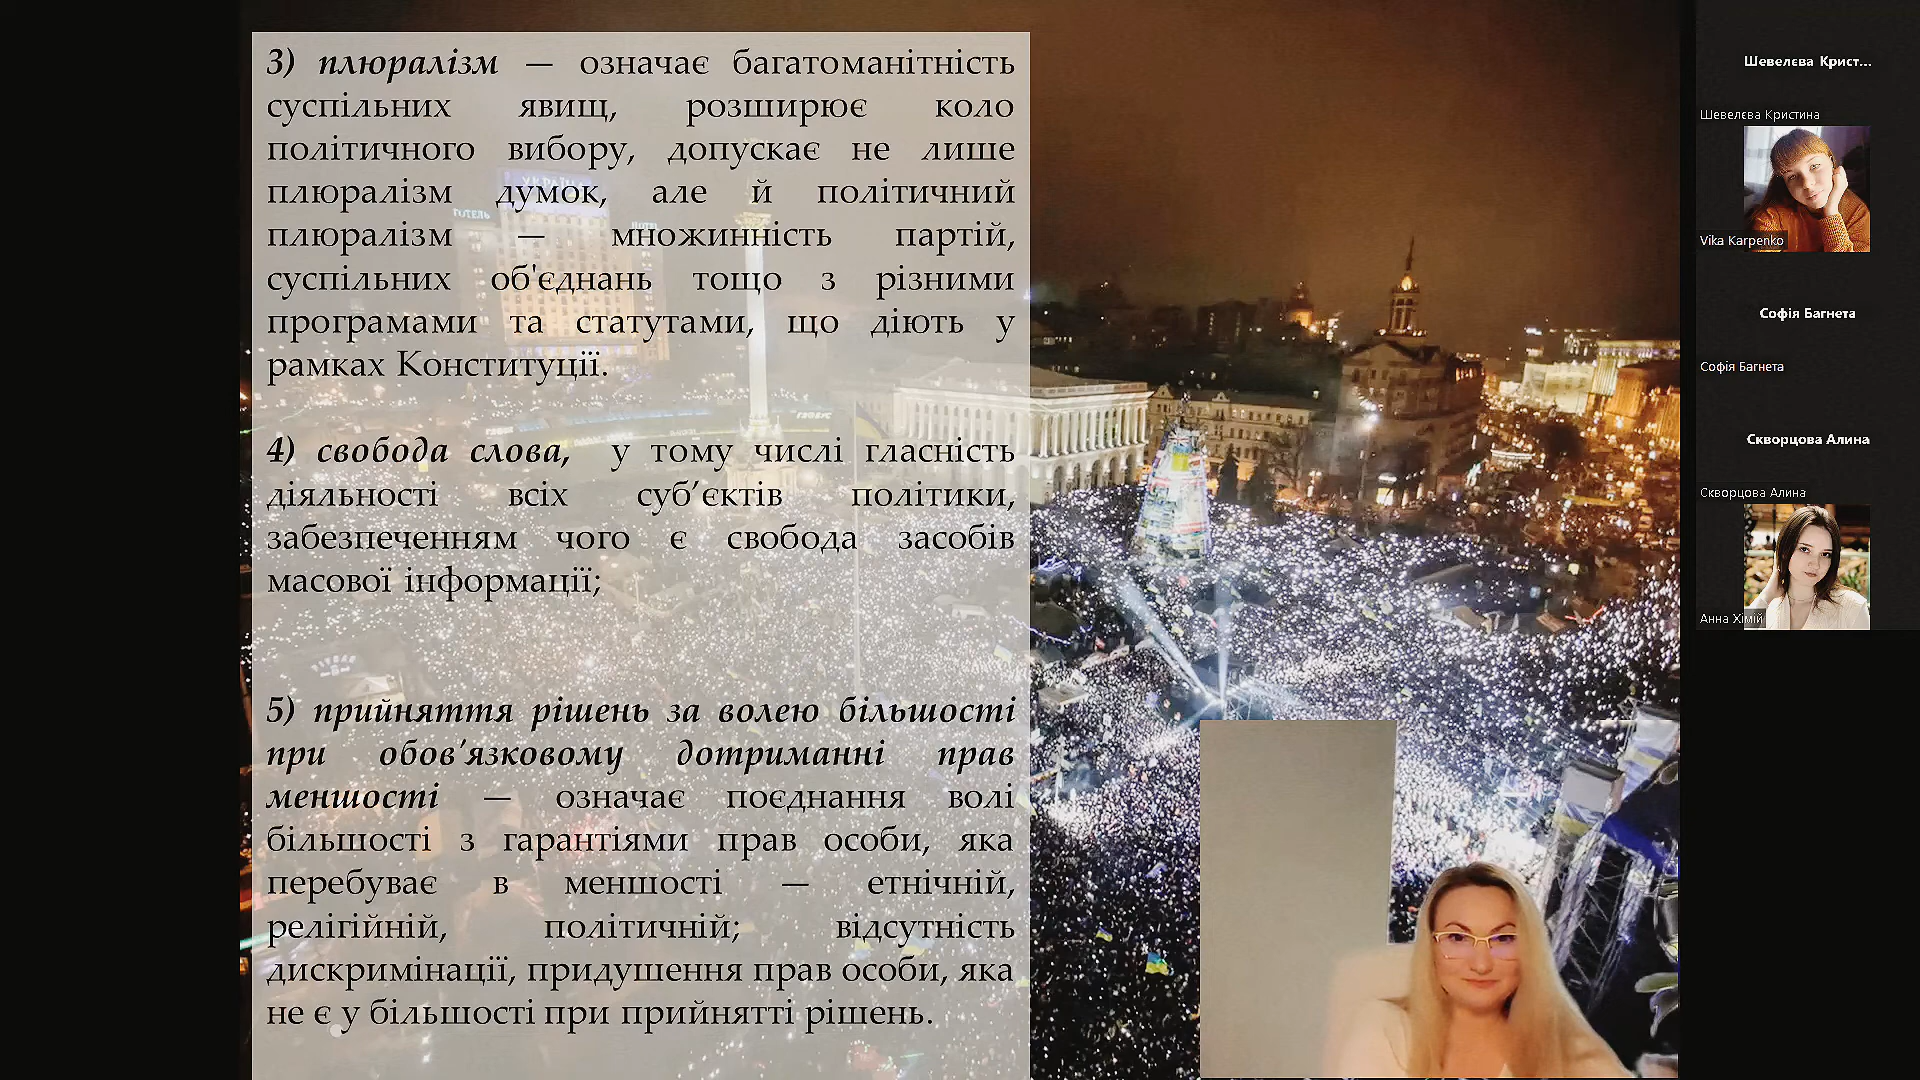 3) плюралізм — означає багатоманітність
суспільних явищ, розширює коло
політичного вибору, допускає не лише
плюралізм думок, але й політичний
плюралізм — множинність партій,
суспільних об'єднань тощо з різними
програмами та статутами, що діють у
рамках Конституції.
4) свобода слова, у тому числі гласність
діяльності всіх суб’єктів політики,
забезпеченням чого є свобода засобів
масової інформації;
5) прийняття рішень за волею більшості
при обов'язковому дотриманні прав
меншості — означає поєднання волі
більшості з гарантіями прав особи, яка
перебуває в меншості — етнічній,
релігійній, політичній; відсутність
дискримінації, придушення прав особи, яка
не є у більшості при прийнятті рішень.
УКРАЇНА
ГОТЕЛЬ
Шевелєва Крист...
Шевелєва Кристина
Vika Karpenko
Софія Багнета
Софія Багнета
Скворцова Алина
Скворцова Алина
Анна Хімій